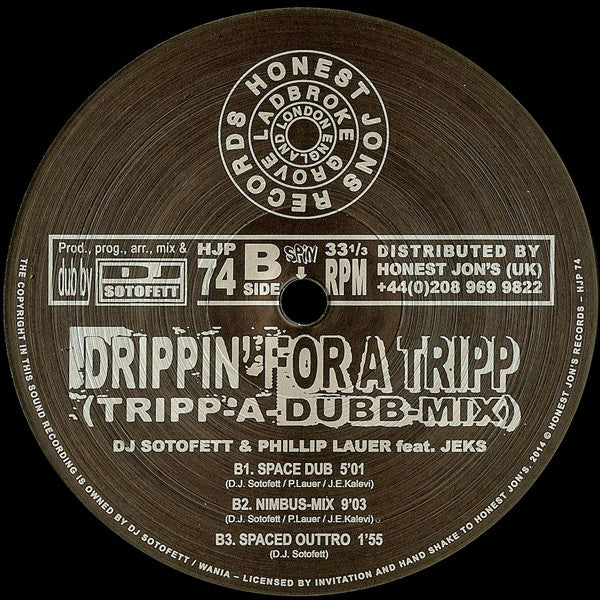 HONEST JONS RECORDS
LADBROKE GROVE
LONDON ENGLAND
Prod., prog., arr., mix &
dub by DJ SOTOFETT
HJP 74
B SIDE
SPIN
33 1/3 RPM
DISTRIBUTED BY
HONEST JON'S (UK)
+44(0)208 969 9822
DRIPPIN' FOR A TRIPP
(TRIPP-A-DUBB-MIX)
DJ SOTOFETT & PHILLIP LAUER feat. JEKS
B1. SPACE DUB 5'01
(D.J. Sotofett / P.Lauer / J.E.Kalevi)
B2. NIMBUS-MIX 9'03
(D.J. Sotofett / P.Lauer / J.E.Kalevi)
B3. SPACED OUTTRO 1'55
(D.J. Sotofett)
THE COPYRIGHT IN THIS SOUND RECORDING IS OWNED BY DJ SOTOFETT / WANIA – LICENSED BY INVITATION AND HAND SHAKE TO HONEST JON'S. 2014 © HONEST JON'S RECORDS – HJP 74